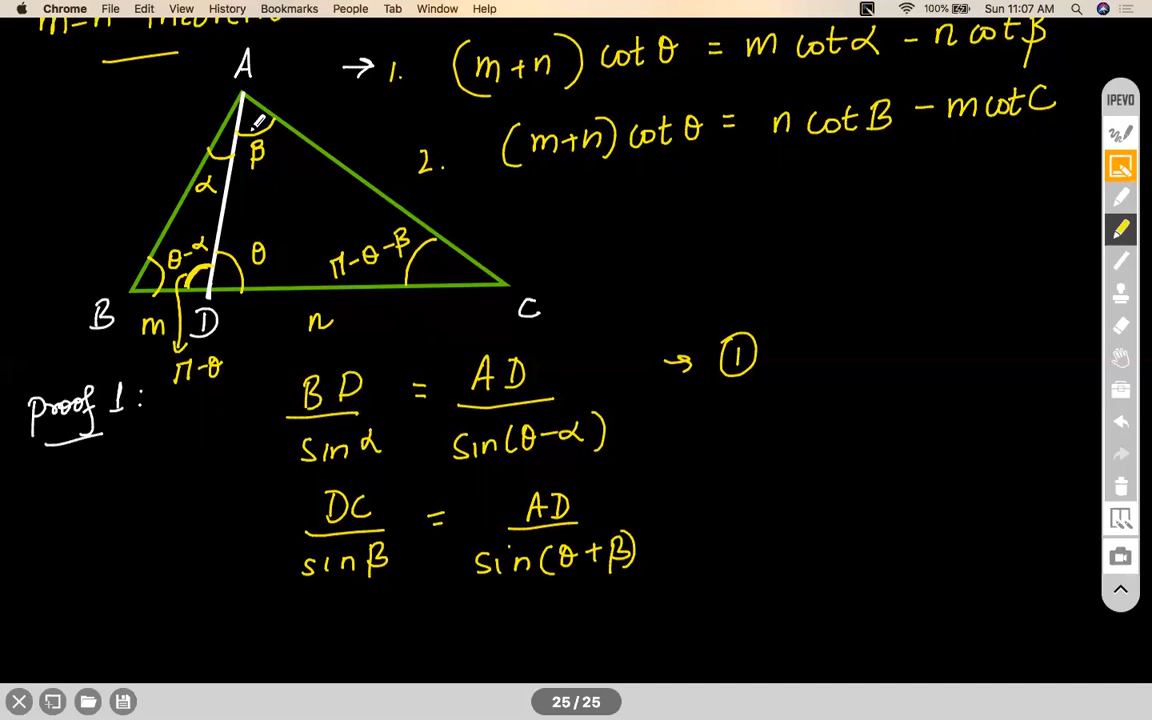 Chrome File Edit View History Bookmarks People Tab Window Help 100% Sun 11:07 AM
m-n theorem
→ 1. (m+n) cot θ = m cot α - n cot β
2. (m+n) cot θ = n cot B - m cot C
A
β
α
θ-α θ π-θ-β
B m D n C
π-θ
Proof 1:
BD/sin α = AD/sin(θ-α) → ①
DC/sin β = AD/sin(θ+β)
IPEVO
25/25